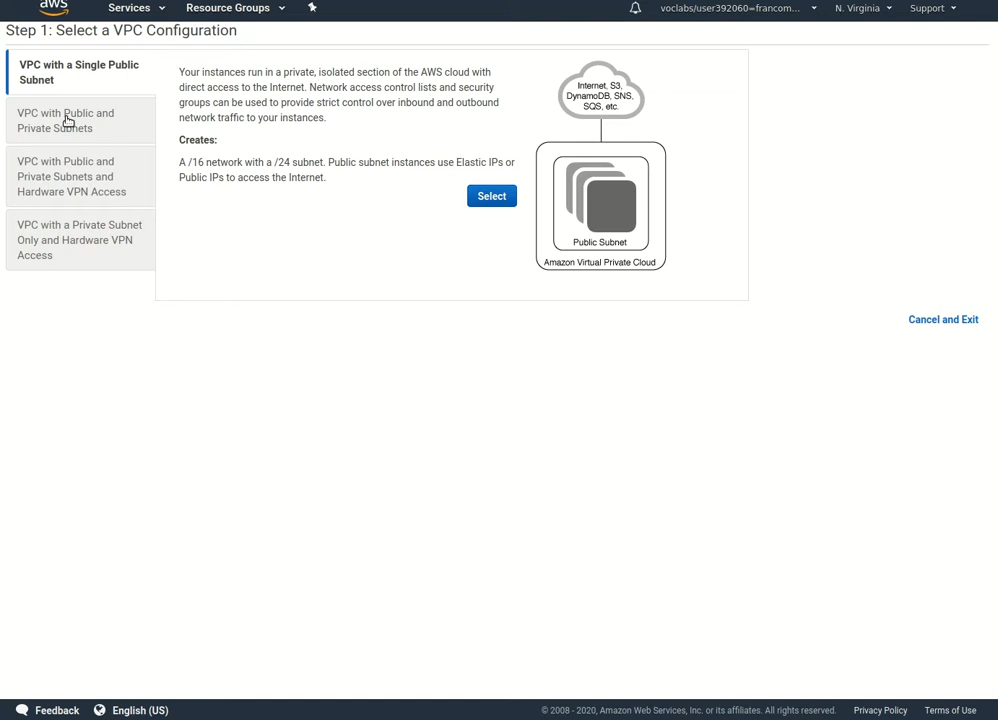 aws
Services
Resource Groups
voclabs/user392060=francom...
N. Virginia
Support
Step 1: Select a VPC Configuration
VPC with a Single Public
Subnet
VPC with Public and
Private Subnets
VPC with Public and
Private Subnets and
Hardware VPN Access
VPC with a Private Subnet
Only and Hardware VPN
Access
Your instances run in a private, isolated section of the AWS cloud with
direct access to the Internet. Network access control lists and security
groups can be used to provide strict control over inbound and outbound
network traffic to your instances.
Creates:
A /16 network with a /24 subnet. Public subnet instances use Elastic IPs or
Public IPs to access the Internet.
Select
Internet, S3,
DynamoDB, SNS,
SQS, etc.
Public Subnet
Amazon Virtual Private Cloud
Cancel and Exit
Feedback
English (US)
© 2008 - 2020, Amazon Web Services, Inc. or its affiliates. All rights reserved.
Privacy Policy
Terms of Use